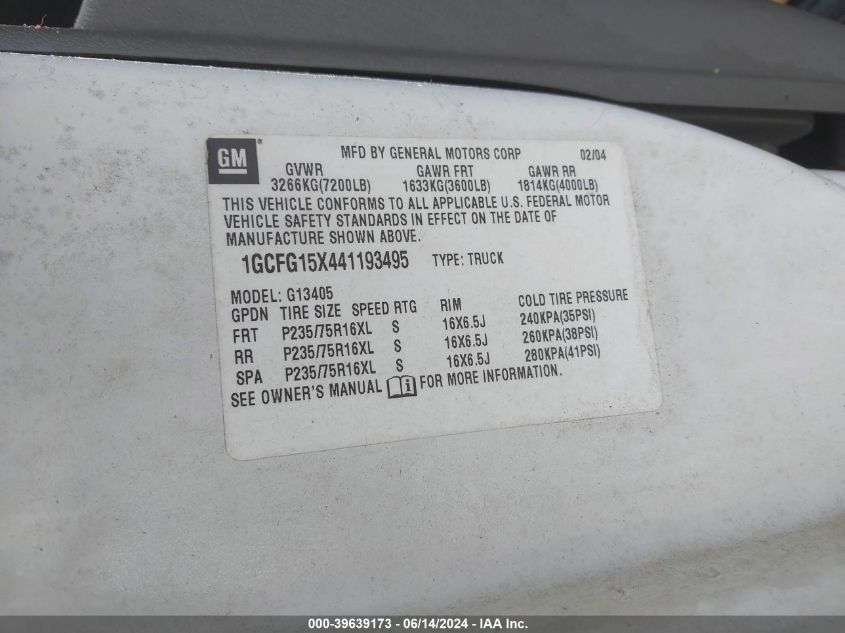 GM
®
MFD BY GENERAL MOTORS CORP 02/04
GVWR GAWR FRT GAWR RR
3266KG(7200LB) 1633KG(3600LB) 1814KG(4000LB)
THIS VEHICLE CONFORMS TO ALL APPLICABLE U.S. FEDERAL MOTOR
VEHICLE SAFETY STANDARDS IN EFFECT ON THE DATE OF
MANUFACTURE SHOWN ABOVE.
1GCFG15X441193495 TYPE: TRUCK
MODEL: G13405
GPDN TIRE SIZE SPEED RTG RIM COLD TIRE PRESSURE
FRT P235/75R16XL S 16X6.5J 240KPA(35PSI)
RR P235/75R16XL S 16X6.5J 260KPA(38PSI)
SPA P235/75R16XL S 16X6.5J 280KPA(41PSI)
SEE OWNER'S MANUAL i FOR MORE INFORMATION.
000-39639173 - 06/14/2024 - IAA Inc.